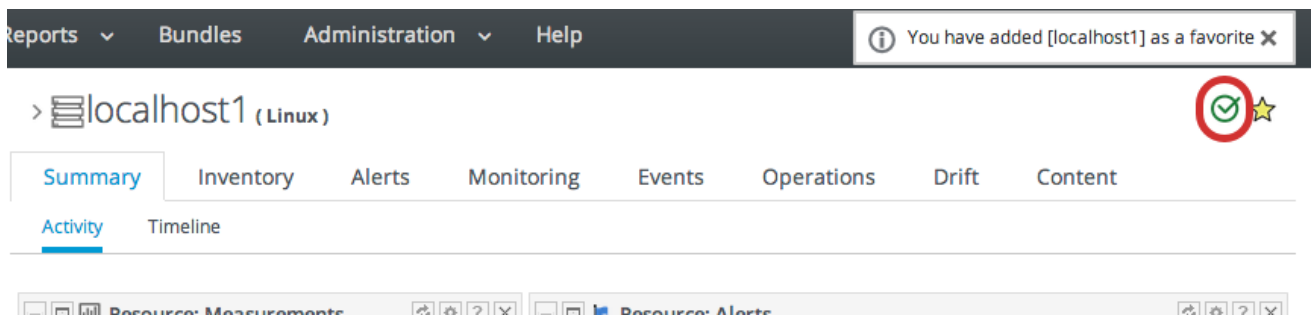 Reports Bundles Administration Help
You have added [localhost1] as a favorite
localhost1 (Linux)
Summary Inventory Alerts Monitoring Events Operations Drift Content
Activity Timeline
Resource: Measurements ? Resource: Alerts ?